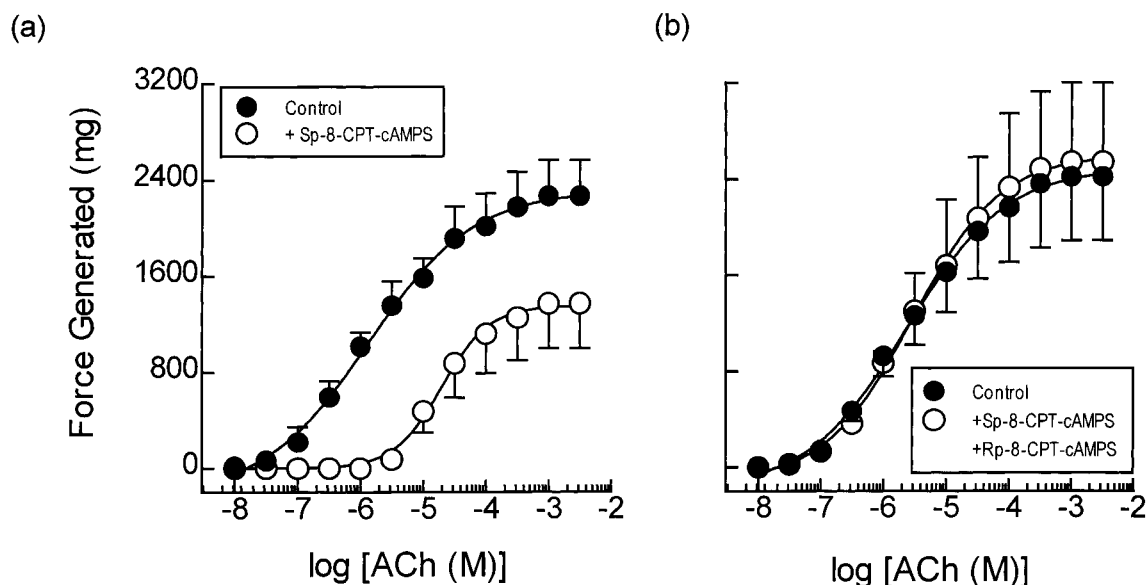 (a)
(b)
3200
2400
1600
800
0
Force Generated (mg)
Control
+ Sp-8-CPT-cAMPS
-8 -7 -6 -5 -4 -3 -2
log [ACh (M)]
Control
+Sp-8-CPT-cAMPS
+Rp-8-CPT-cAMPS
-8 -7 -6 -5 -4 -3 -2
log [ACh (M)]